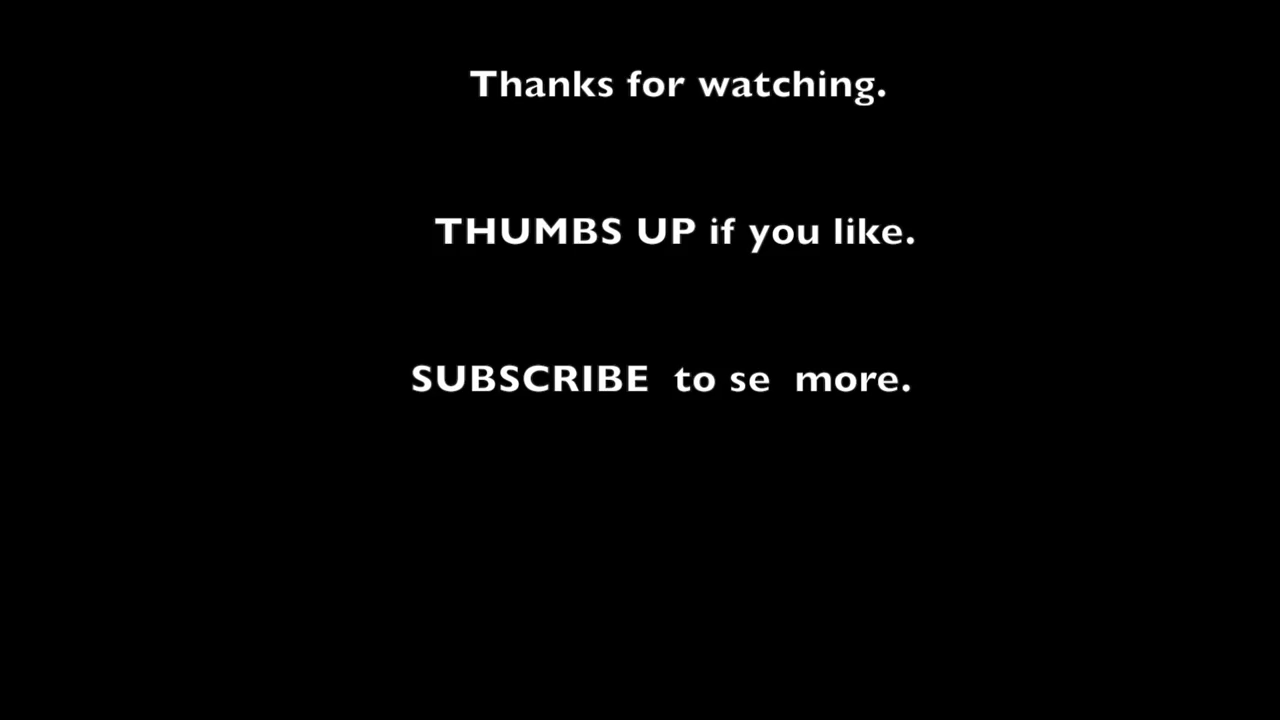 Thanks for watching.
THUMBS UP if you like.
SUBSCRIBE  to se  more.